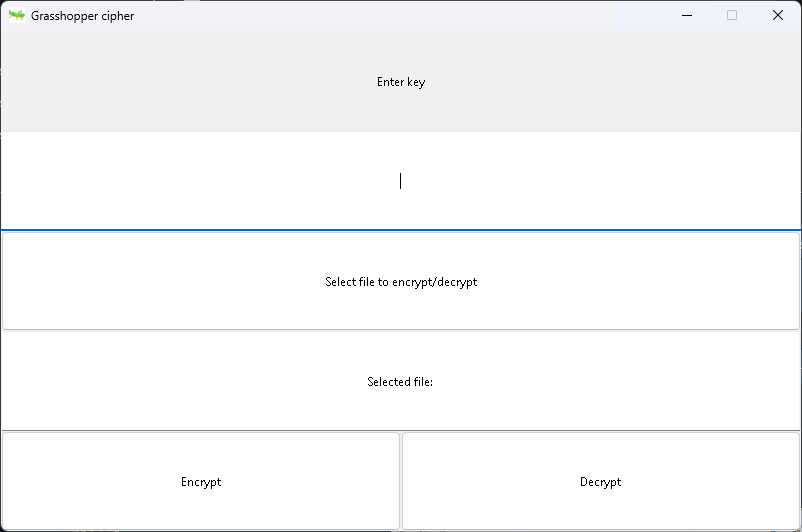 Grasshopper cipher
Enter key
Select file to encrypt/decrypt
Selected file:
Encrypt
Decrypt